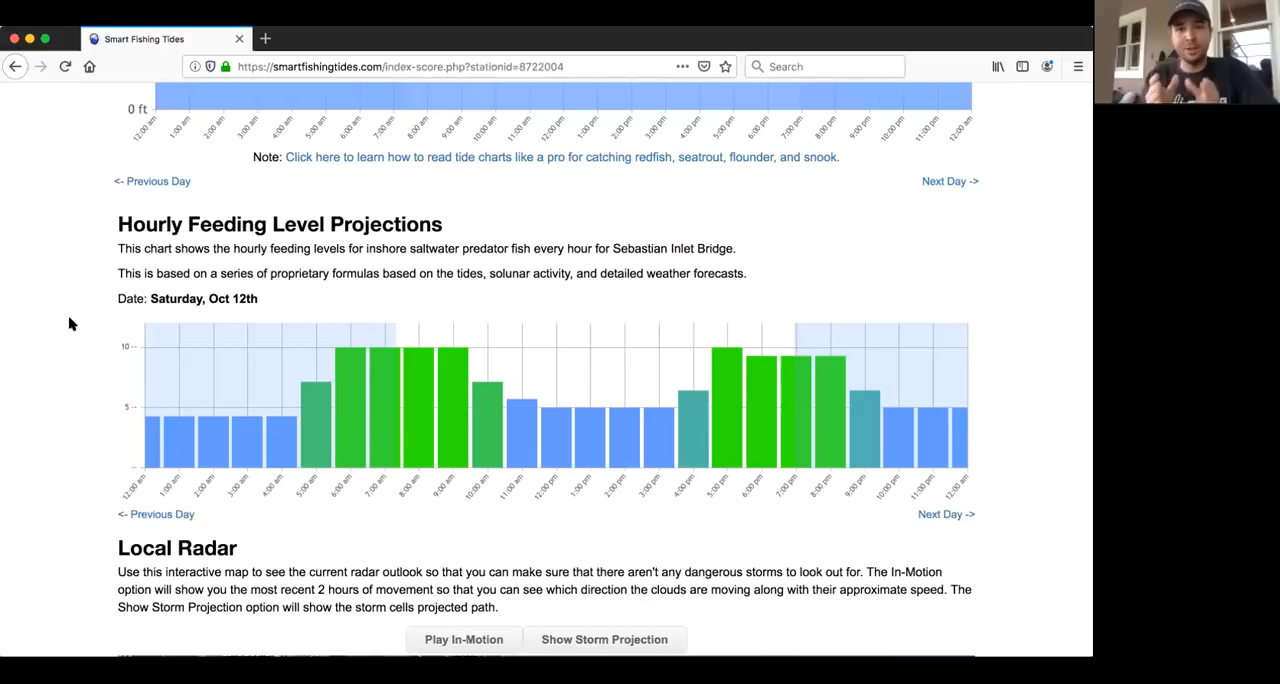 Smart Fishing Tides
https://smartfishingtides.com/index-score.php?stationid=8722004
Search
0 ft
12:00 am 1:00 am 2:00 am 3:00 am 4:00 am 5:00 am 6:00 am 7:00 am 8:00 am 9:00 am 10:00 am 11:00 am 12:00 pm 1:00 pm 2:00 pm 3:00 pm 4:00 pm 5:00 pm 6:00 pm 7:00 pm 8:00 pm 9:00 pm 10:00 pm 11:00 pm 12:00 am
Note: Click here to learn how to read tide charts like a pro for catching redfish, seatrout, flounder, and snook.
<- Previous Day Next Day ->
Hourly Feeding Level Projections
This chart shows the hourly feeding levels for inshore saltwater predator fish every hour for Sebastian Inlet Bridge.
This is based on a series of proprietary formulas based on the tides, solunar activity, and detailed weather forecasts.
Date: Saturday, Oct 12th
10
5
12:00 am 1:00 am 2:00 am 3:00 am 4:00 am 5:00 am 6:00 am 7:00 am 8:00 am 9:00 am 10:00 am 11:00 am 12:00 pm 1:00 pm 2:00 pm 3:00 pm 4:00 pm 5:00 pm 6:00 pm 7:00 pm 8:00 pm 9:00 pm 10:00 pm 11:00 pm 12:00 am
<- Previous Day Next Day ->
Local Radar
Use this interactive map to see the current radar outlook so that you can make sure that there aren't any dangerous storms to look out for. The In-Motion
option will show you the most recent 2 hours of movement so that you can see which direction the clouds are moving along with their approximate speed. The
Show Storm Projection option will show the storm cells projected path.
Play In-Motion Show Storm Projection